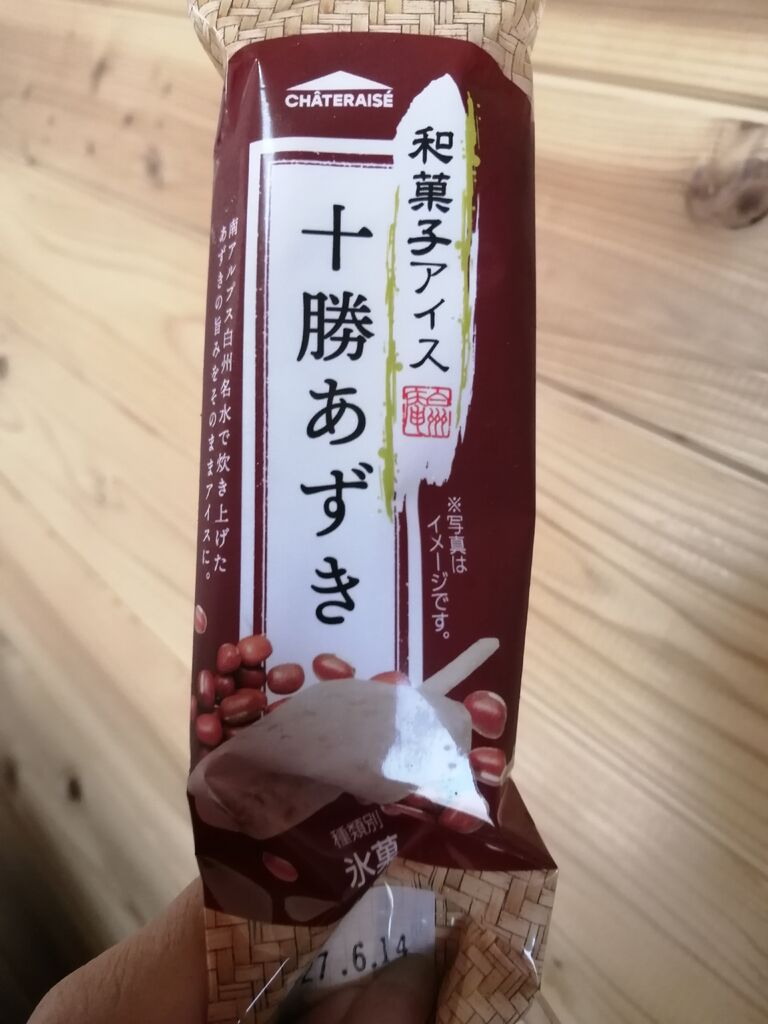 CHÂTERAISÉ
和菓子アイス
白州
十勝あずき
南アルプス白州名水で炊き上げた
あずきの旨みをそのままアイスに。
※写真は
イメージです。
種類別
氷菓
27.6.14